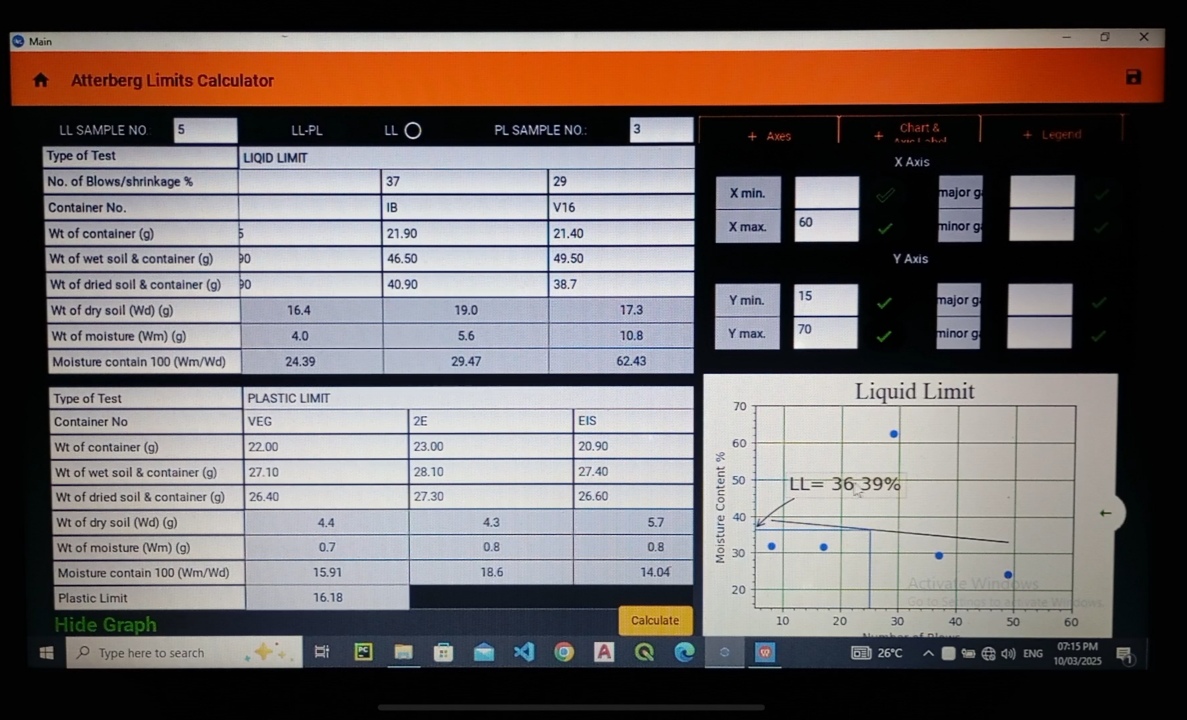 Main
Atterberg Limits Calculator
LL SAMPLE NO. 5 LL-PL LL PL SAMPLE NO.: 3
Type of Test LIQID LIMIT
No. of Blows/shrinkage % 37 29
Container No. IB V16
Wt of container (g) 5 21.90 21.40
Wt of wet soil & container (g) 90 46.50 49.50
Wt of dried soil & container (g) 90 40.90 38.7
Wt of dry soil (Wd) (g) 16.4 19.0 17.3
Wt of moisture (Wm) (g) 4.0 5.6 10.8
Moisture contain 100 (Wm/Wd) 24.39 29.47 62.43
Type of Test PLASTIC LIMIT
Container No VEG 2E EIS
Wt of container (g) 22.00 23.00 20.90
Wt of wet soil & container (g) 27.10 28.10 27.40
Wt of dried soil & container (g) 26.40 27.30 26.60
Wt of dry soil (Wd) (g) 4.4 4.3 5.7
Wt of moisture (Wm) (g) 0.7 0.8 0.8
Moisture contain 100 (Wm/Wd) 15.91 18.6 14.04
Plastic Limit 16.18
Hide Graph Calculate
+ Axes + Chart & + Legend
Axis Label
X Axis
X min. major g
X max. 60 minor g
Y Axis
Y min. 15 major g
Y max. 70 minor g
Liquid Limit
70
60
50
40
30
20
Moisture Content %
LL= 36.39%
Activate Windows
Go to Settings to activate Windows.
10 20 30 40 50 60
Number of Blows
Type here to search
PC
A
26°C ENG 07:15 PM
10/03/2025
1